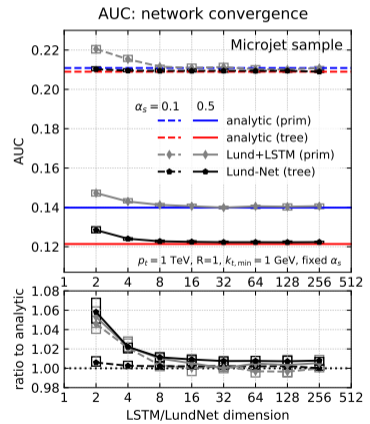 AUC: network convergence
Microjet sample
0.22
0.20
0.18
0.16
0.14
0.12
AUC
αs = 0.1 0.5
analytic (prim)
analytic (tree)
Lund+LSTM (prim)
Lund-Net (tree)
pt = 1 TeV, R=1, kt,min = 1 GeV, fixed αs
1 2 4 8 16 32 64 128 256 512
1.08
1.06
1.04
1.02
1.00
0.98
ratio to analytic
1 2 4 8 16 32 64 128 256 512
LSTM/LundNet dimension